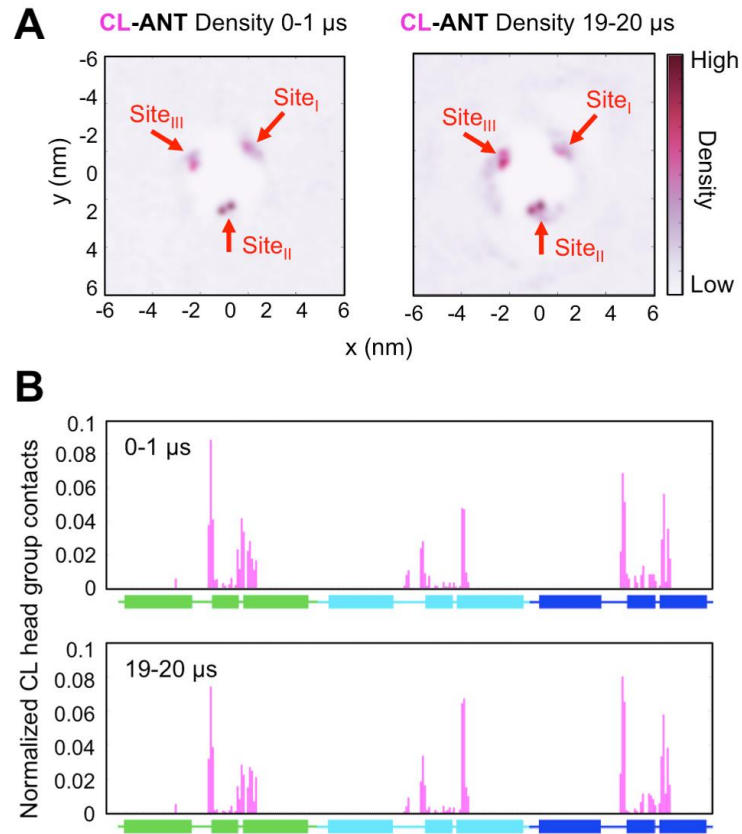 A
CL-ANT Density 0-1 μs
CL-ANT Density 19-20 μs
-6
-4
-2
0
2
4
6
y (nm)
Site_III
Site_I
Site_II
Site_III
Site_I
Site_II
High
Density
Low
-6 -4 -2 0 2 4 6
-6 -4 -2 0 2 4 6
x (nm)
B
Normalized CL head group contacts
0.1
0.08
0.06
0.04
0.02
0
0-1 μs
0.1
0.08
0.06
0.04
0.02
0
19-20 μs